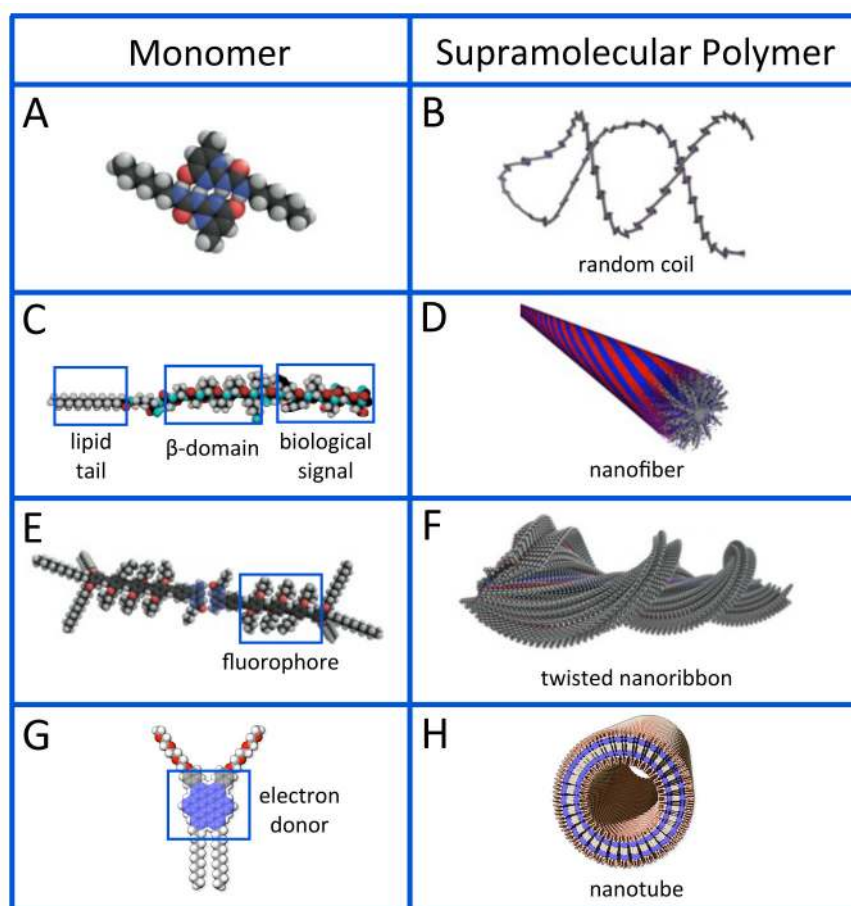 Monomer
Supramolecular Polymer
A
B
random coil
C
lipid
tail
β-domain
biological
signal
D
nanofiber
E
fluorophore
F
twisted nanoribbon
G
electron
donor
H
nanotube